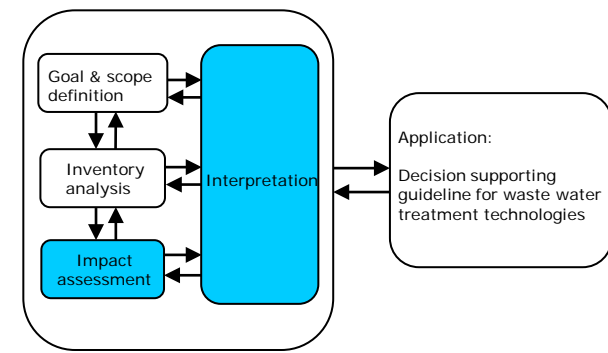 Goal & scope
definition
Inventory
analysis
Impact
assessment
Interpretation
Application:
Decision supporting
guideline for waste water
treatment technologies